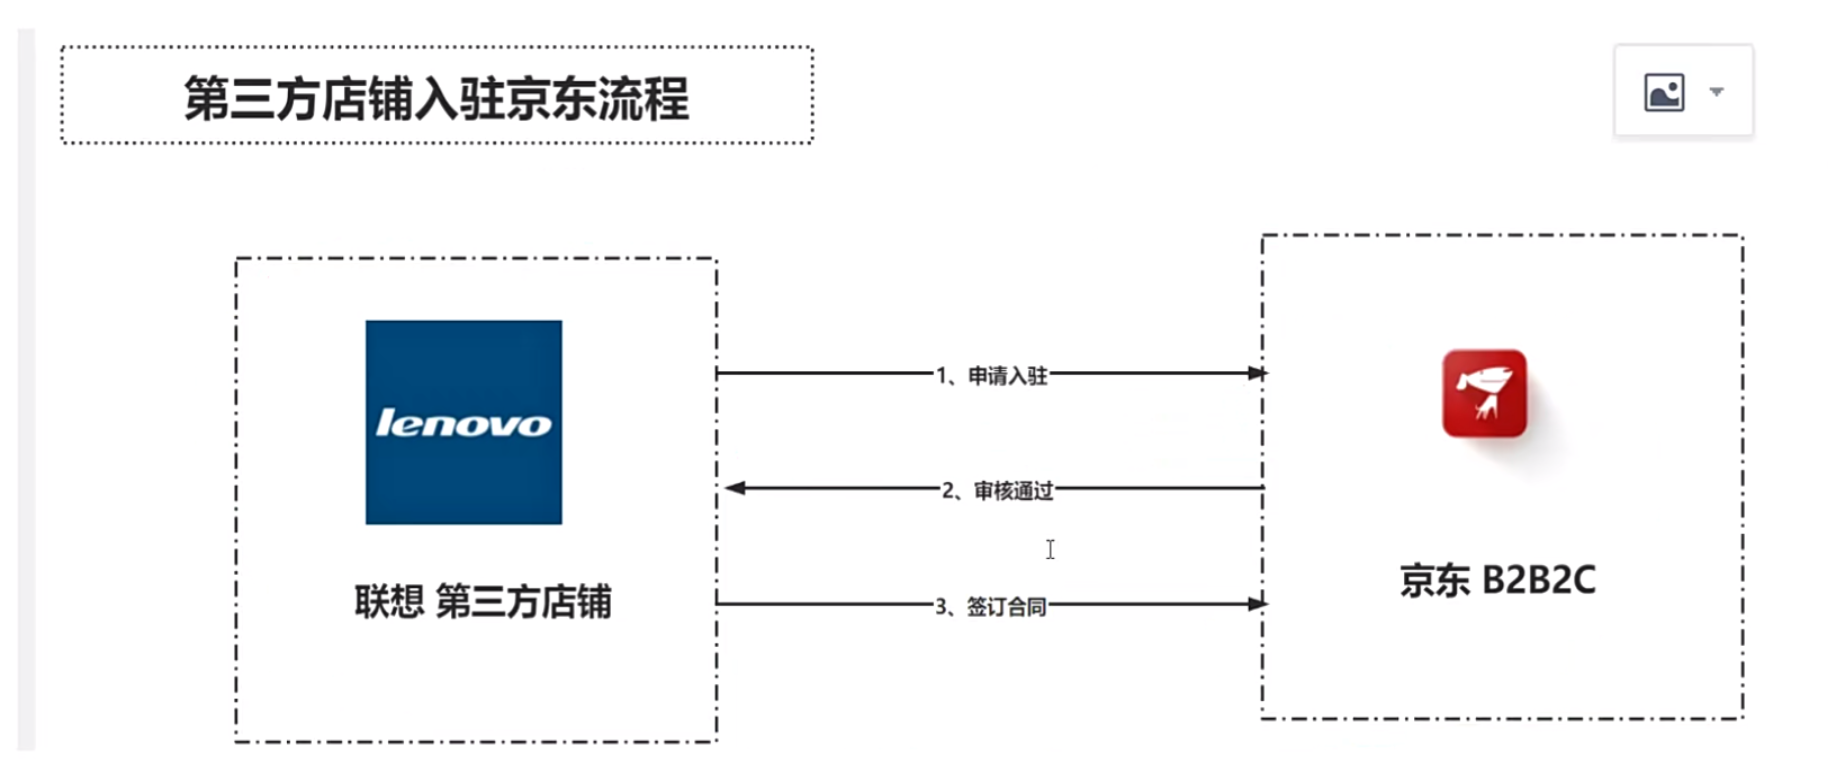 第三方店铺入驻京东流程
lenovo
联想 第三方店铺
1、申请入驻
2、审核通过
3、签订合同
京东 B2B2C